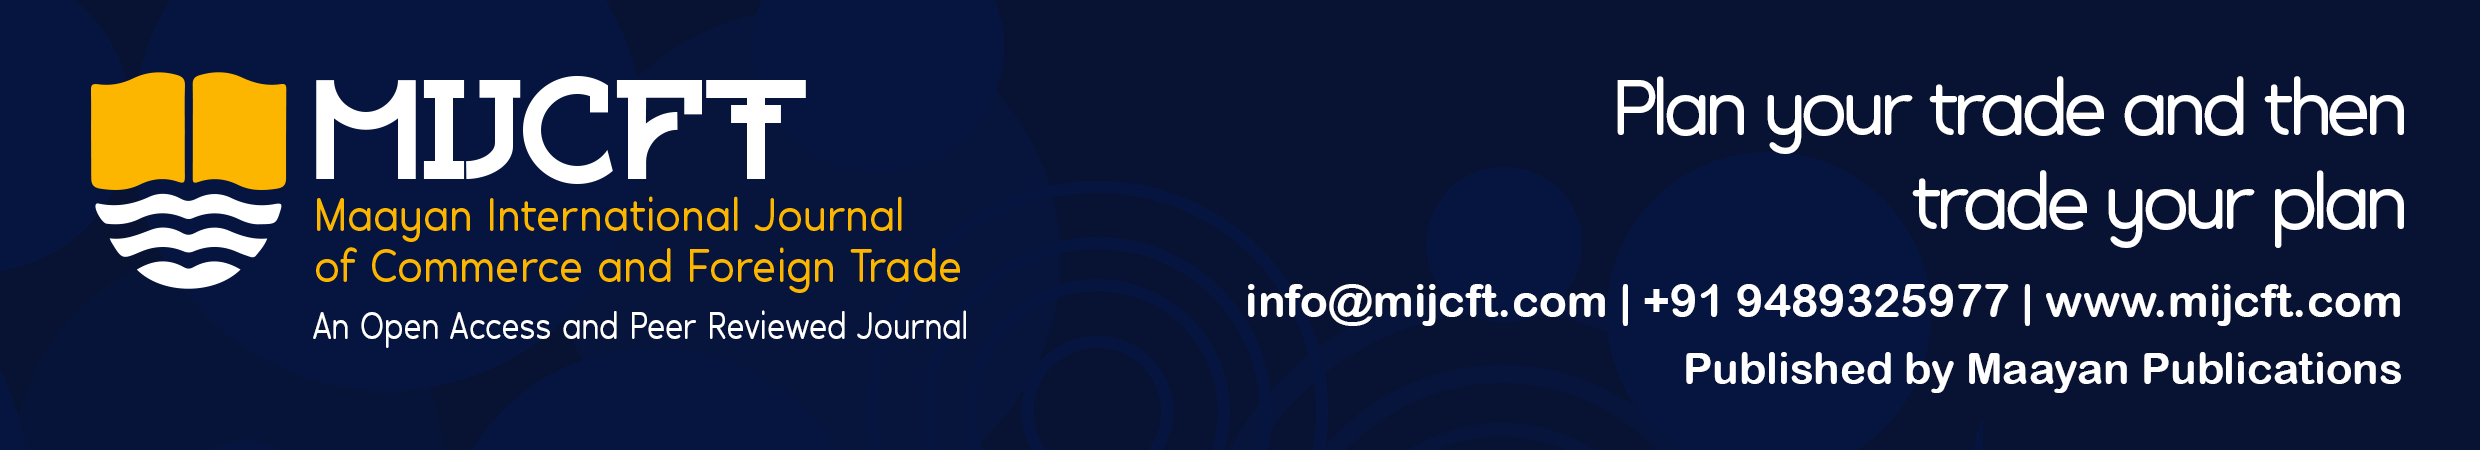 MIJCFT
Maayan International Journal
of Commerce and Foreign Trade
An Open Access and Peer Reviewed Journal
Plan your trade and then
trade your plan
info@mijcft.com | +91 9489325977 | www.mijcft.com
Published by Maayan Publications